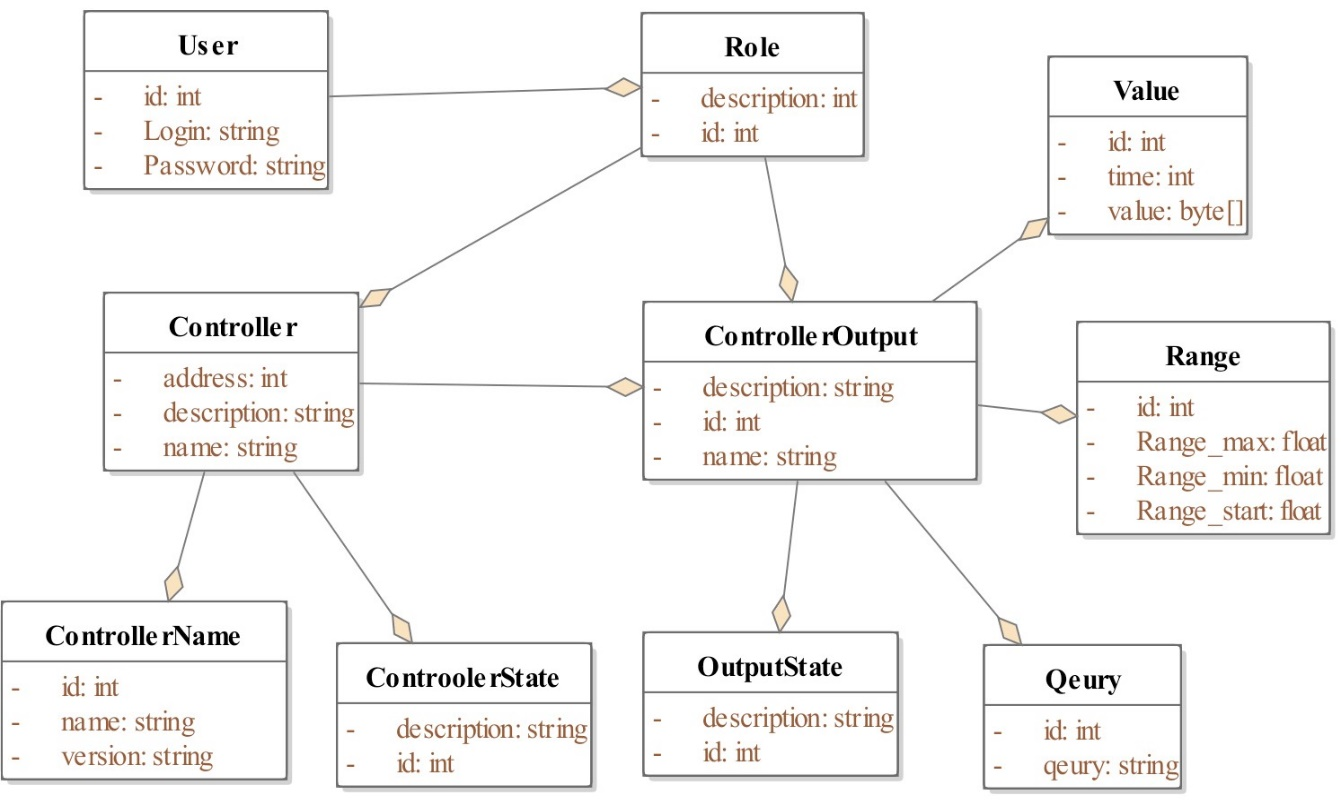 User
- id: int
- Login: string
- Password: string
Role
- description: int
- id: int
Value
- id: int
- time: int
- value: byte[]
Controller
- address: int
- description: string
- name: string
ControllerOutput
- description: string
- id: int
- name: string
Range
- id: int
- Range_max: float
- Range_min: float
- Range_start: float
ControllerName
- id: int
- name: string
- version: string
ControolerState
- description: string
- id: int
OutputState
- description: string
- id: int
Qeury
- id: int
- qeury: string